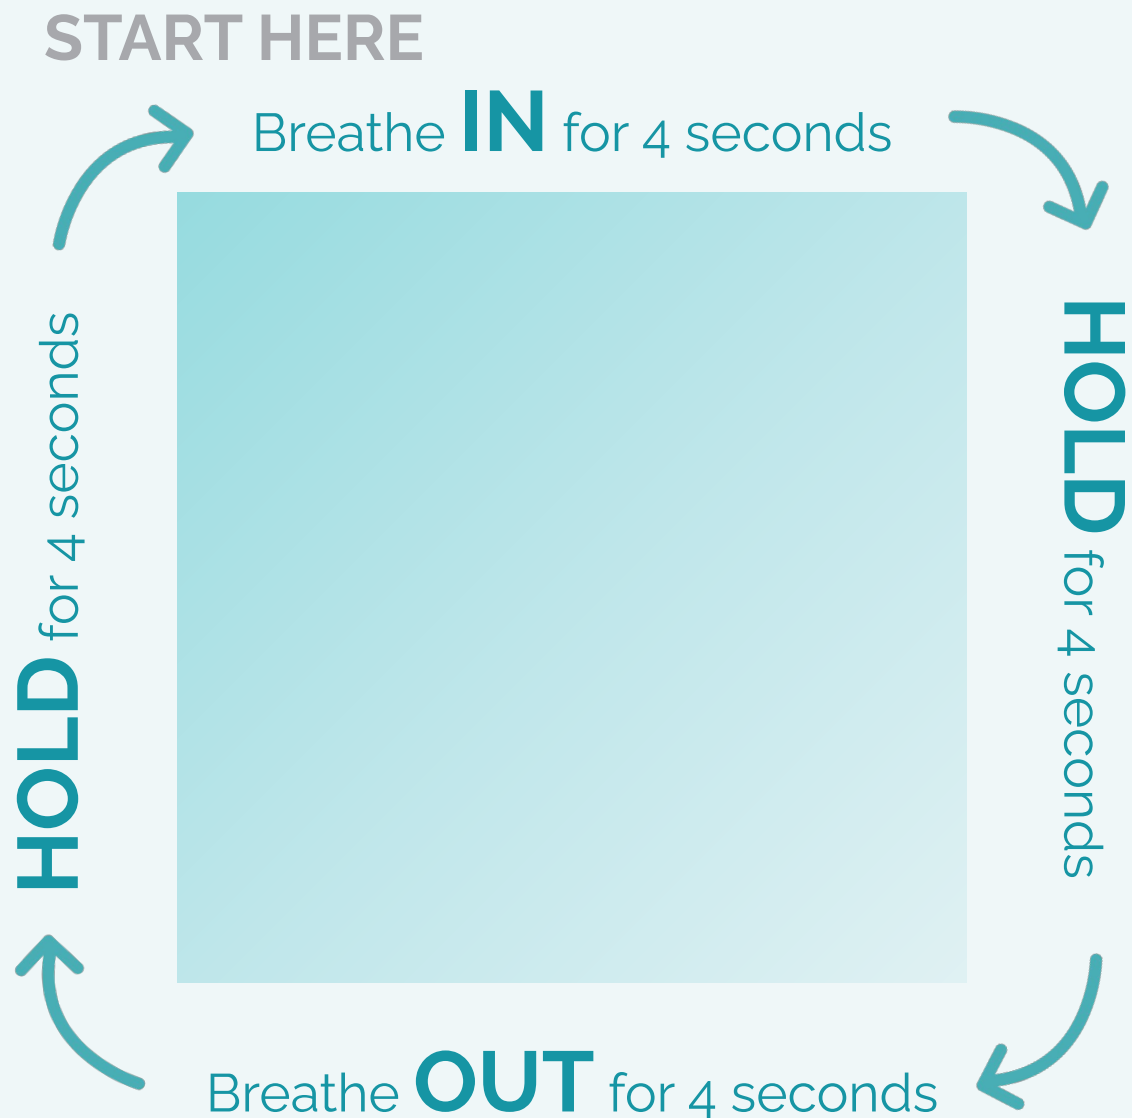 START HERE
Breathe IN for 4 seconds
HOLD for 4 seconds
Breathe OUT for 4 seconds
HOLD for 4 seconds